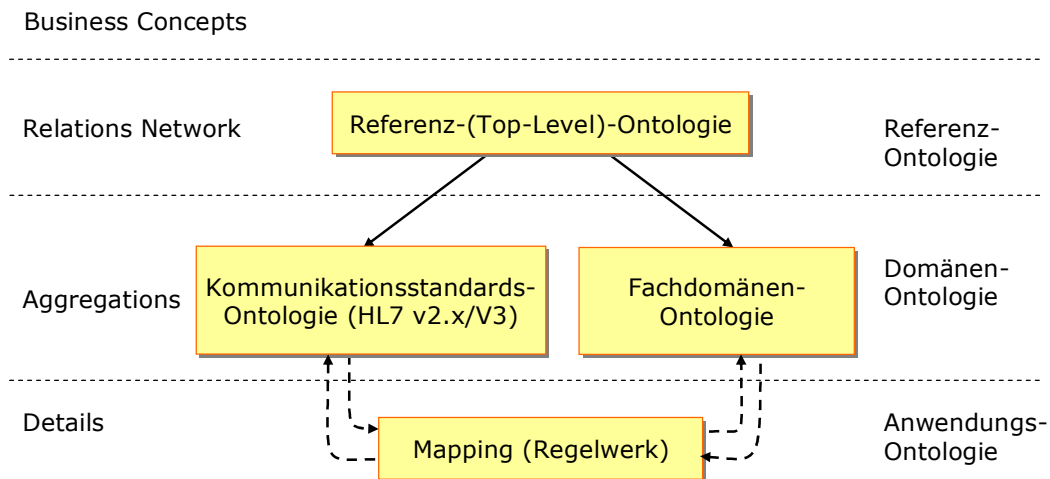 Business Concepts
Relations Network
Referenz-(Top-Level)-Ontologie
Referenz-
Ontologie
Aggregations
Kommunikationsstandards-
Ontologie (HL7 v2.x/V3)
Fachdomänen-
Ontologie
Domänen-
Ontologie
Details
Mapping (Regelwerk)
Anwendungs-
Ontologie